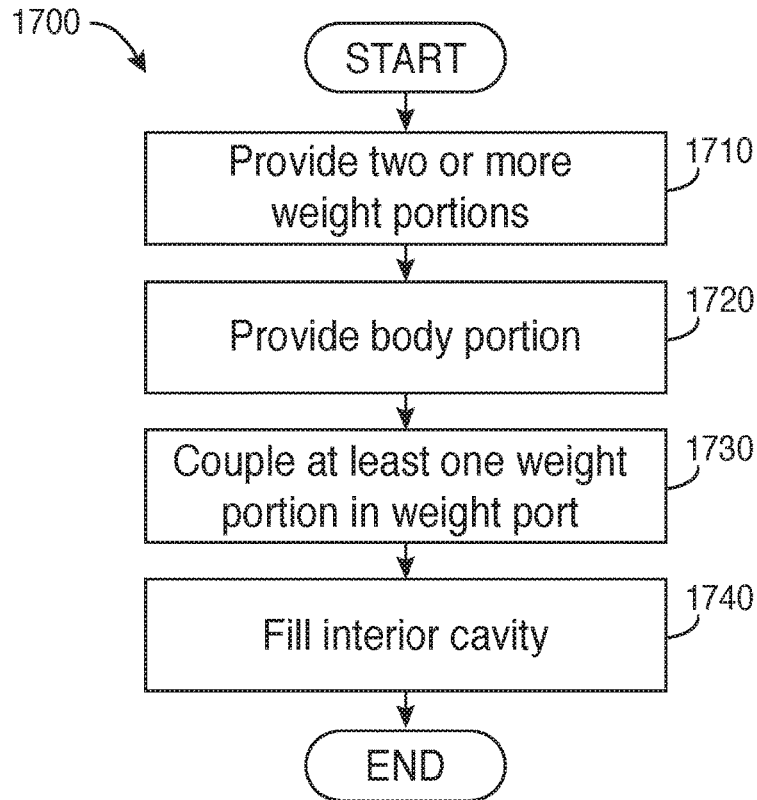 1700
START
Provide two or more
weight portions
1710
Provide body portion
1720
Couple at least one weight
portion in weight port
1730
Fill interior cavity
1740
END